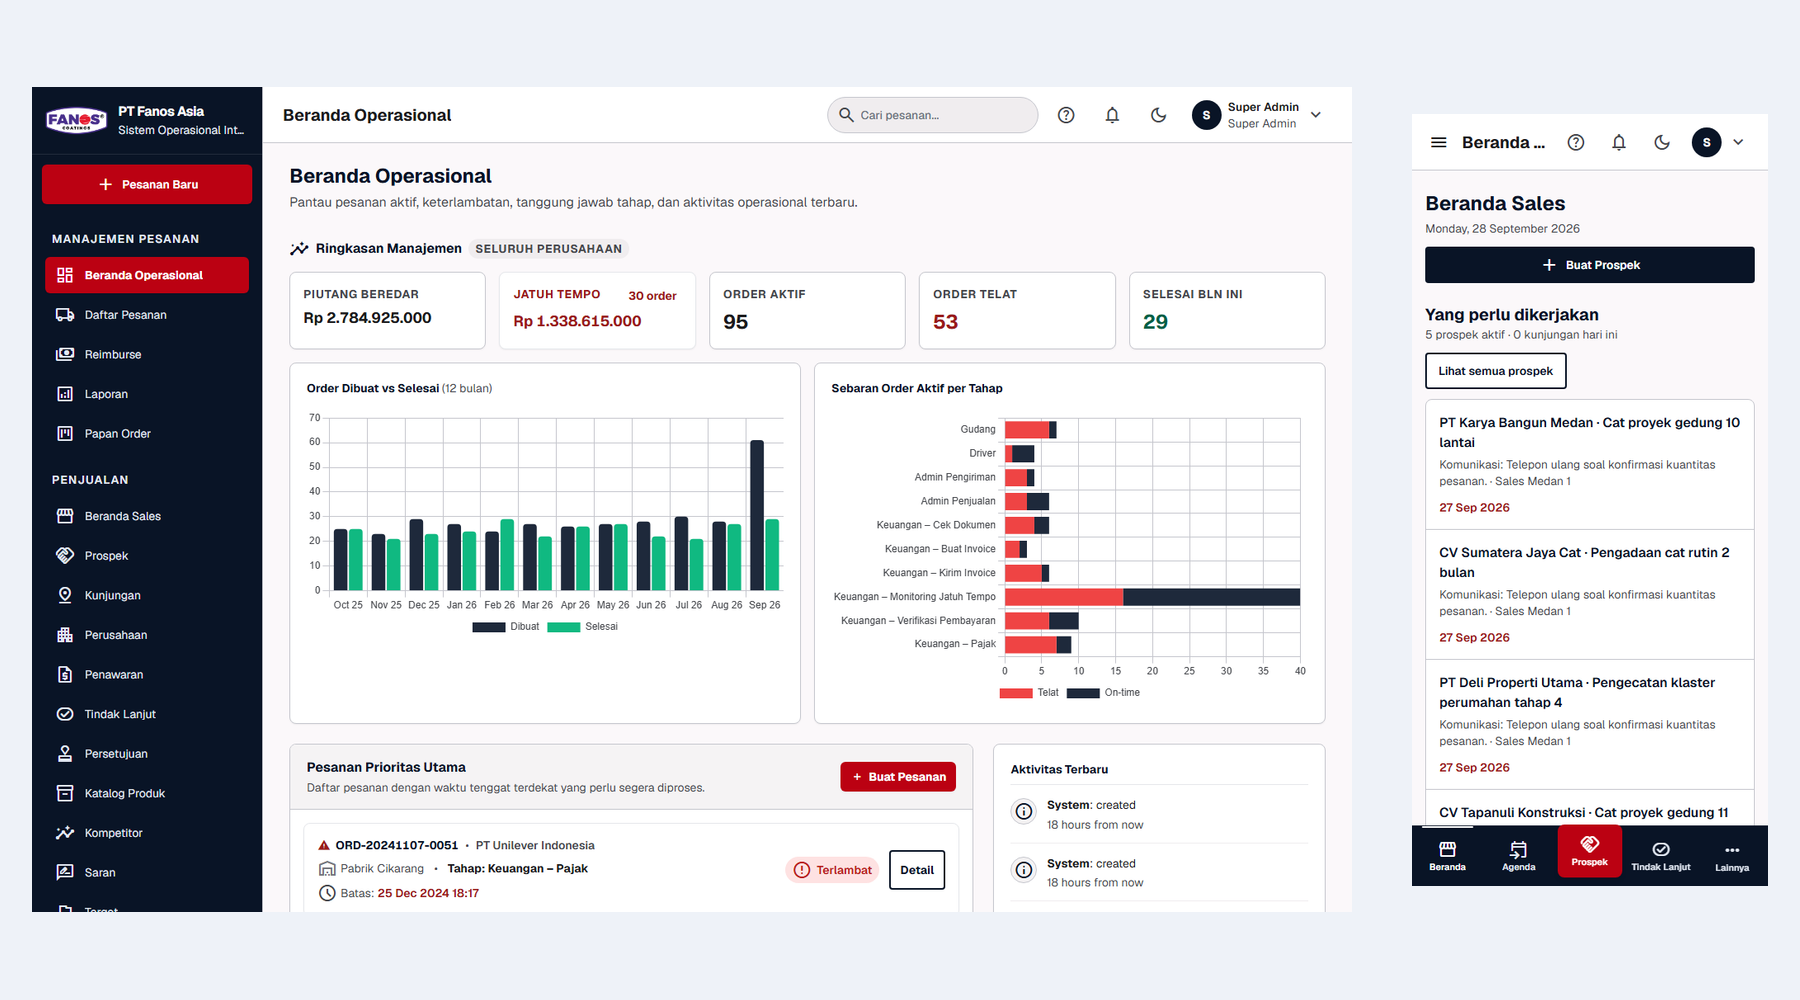 FANOS
COATINGS
PT Fanos Asia
Sistem Operasional Int...
Pesanan Baru
MANAJEMEN PESANAN
Beranda Operasional
Daftar Pesanan
Reimburse
Laporan
Papan Order
PENJUALAN
Beranda Sales
Prospek
Kunjungan
Perusahaan
Penawaran
Tindak Lanjut
Persetujuan
Katalog Produk
Kompetitor
Saran
Target
Beranda Operasional
Cari pesanan...
S
Super Admin
Super Admin
Beranda Operasional
Pantau pesanan aktif, keterlambatan, tanggung jawab tahap, dan aktivitas operasional terbaru.
Ringkasan Manajemen SELURUH PERUSAHAAN
PIUTANG BEREDAR
Rp 2.784.925.000
JATUH TEMPO 30 order
Rp 1.338.615.000
ORDER AKTIF
95
ORDER TELAT
53
SELESAI BLN INI
29
Order Dibuat vs Selesai (12 bulan)
70
60
50
40
30
20
10
0
Oct 25 Nov 25 Dec 25 Jan 26 Feb 26 Mar 26 Apr 26 May 26 Jun 26 Jul 26 Aug 26 Sep 26
Dibuat Selesai
Sebaran Order Aktif per Tahap
Gudang
Driver
Admin Pengiriman
Admin Penjualan
Keuangan – Cek Dokumen
Keuangan – Buat Invoice
Keuangan – Kirim Invoice
Keuangan – Monitoring Jatuh Tempo
Keuangan – Verifikasi Pembayaran
Keuangan – Pajak
0 5 10 15 20 25 30 35 40
Telat On-time
Pesanan Prioritas Utama
Daftar pesanan dengan waktu tenggat terdekat yang perlu segera diproses.
+ Buat Pesanan
ORD-20241107-0051 • PT Unilever Indonesia
Pabrik Cikarang • Tahap: Keuangan – Pajak
Batas: 25 Dec 2024 18:17
Terlambat
Detail
Aktivitas Terbaru
System: created
18 hours from now
System: created
18 hours from now
Beranda ...
S
Beranda Sales
Monday, 28 September 2026
Buat Prospek
Yang perlu dikerjakan
5 prospek aktif · 0 kunjungan hari ini
Lihat semua prospek
PT Karya Bangun Medan · Cat proyek gedung 10
lantai
Komunikasi: Telepon ulang soal konfirmasi kuantitas
pesanan. · Sales Medan 1
27 Sep 2026
CV Sumatera Jaya Cat · Pengadaan cat rutin 2
bulan
Komunikasi: Telepon ulang soal konfirmasi kuantitas
pesanan. · Sales Medan 1
27 Sep 2026
PT Deli Properti Utama · Pengecatan klaster
perumahan tahap 4
Komunikasi: Telepon ulang soal konfirmasi kuantitas
pesanan. · Sales Medan 1
27 Sep 2026
CV Tapanuli Konstruksi · Cat proyek gedung 11
Beranda
Agenda
Prospek
Tindak Lanjut
Lainnya